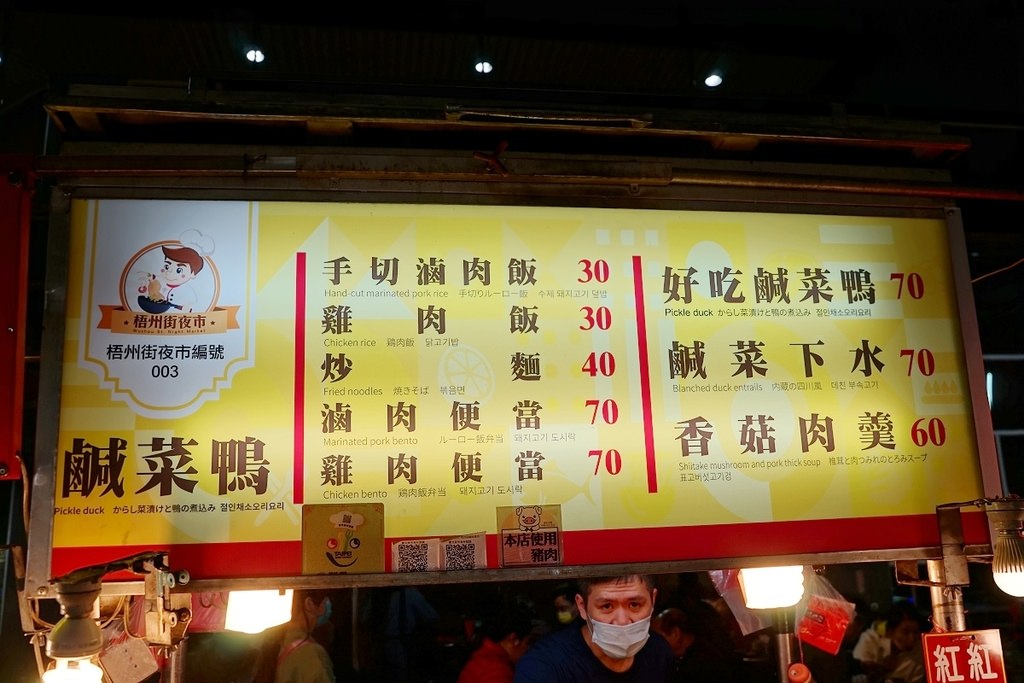 梧州街夜市
Wuzhou St. Night Market
梧州街夜市編號
003
鹹菜鴨
Pickle duck からし菜漬けと鴨の煮込み 절인채소오리요리
手切滷肉飯 30
Hand-cut marinated pork rice 手切りルーロー飯 수제 돼지고기 덮밥
雞肉飯 30
Chicken rice 鶏肉飯 닭고기밥
炒麵 40
Fried noodles 焼きそば 볶음면
滷肉便當 70
Marinated pork bento ルーロー飯弁当 돼지고기 도시락
雞肉便當 70
Chicken bento 鶏肉飯弁当 돼지고기 도시락
好吃鹹菜鴨 70
Pickle duck からし菜漬けと鴨の煮込み 절인채소오리요리
鹹菜下水 70
Blanched duck entrails 内蔵の四川風 데친 부속고기
香菇肉羹 60
Shiitake mushroom and pork thick soup 椎茸と肉つみれのとろみスープ
표고버섯고기겅
本店使用
豬肉
紅紅